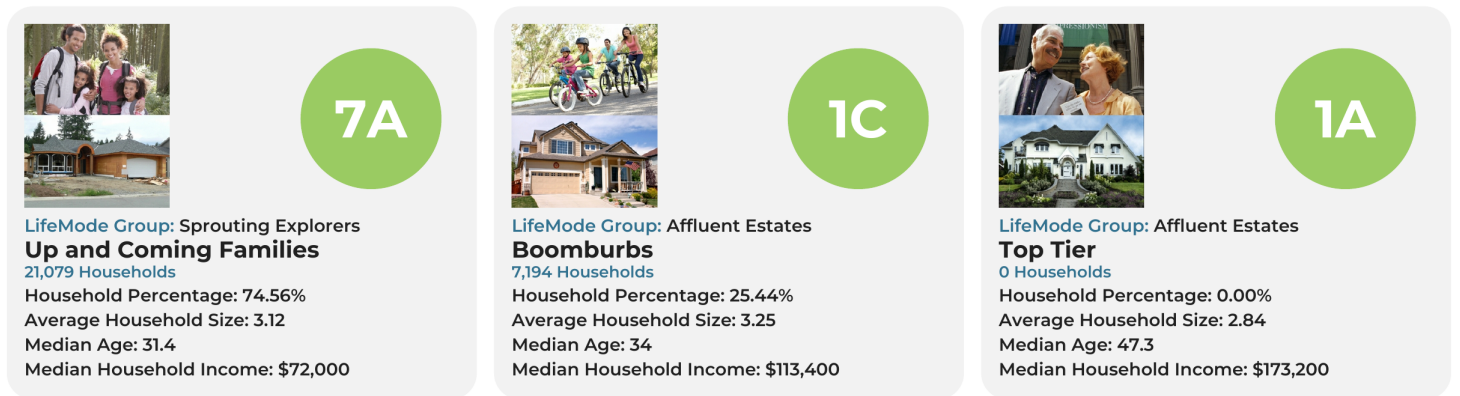 7A
LifeMode Group: Sprouting Explorers
Up and Coming Families
21,079 Households
Household Percentage: 74.56%
Average Household Size: 3.12
Median Age: 31.4
Median Household Income: $72,000
1C
LifeMode Group: Affluent Estates
Boomburbs
7,194 Households
Household Percentage: 25.44%
Average Household Size: 3.25
Median Age: 34
Median Household Income: $113,400
1A
LifeMode Group: Affluent Estates
Top Tier
0 Households
Household Percentage: 0.00%
Average Household Size: 2.84
Median Age: 47.3
Median Household Income: $173,200